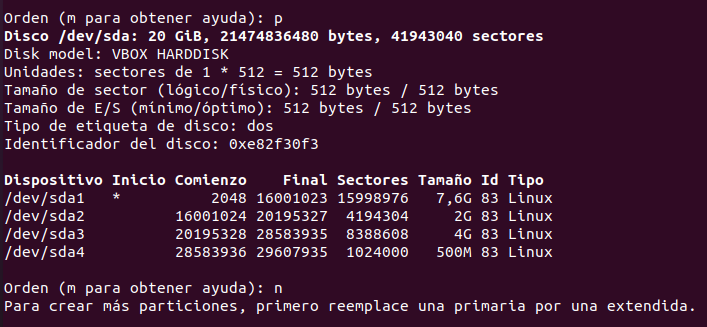 Orden (m para obtener ayuda): p
Disco /dev/sda: 20 GiB, 21474836480 bytes, 41943040 sectores
Disk model: VBOX HARDDISK
Unidades: sectores de 1 * 512 = 512 bytes
Tamaño de sector (lógico/físico): 512 bytes / 512 bytes
Tamaño de E/S (mínimo/óptimo): 512 bytes / 512 bytes
Tipo de etiqueta de disco: dos
Identificador del disco: 0xe82f30f3
Dispositivo Inicio Comienzo Final Sectores Tamaño Id Tipo
/dev/sda1 * 2048 16001023 15998976 7,6G 83 Linux
/dev/sda2 16001024 20195327 4194304 2G 83 Linux
/dev/sda3 20195328 28583935 8388608 4G 83 Linux
/dev/sda4 28583936 29607935 1024000 500M 83 Linux
Orden (m para obtener ayuda): n
Para crear más particiones, primero reemplace una primaria por una extendida.